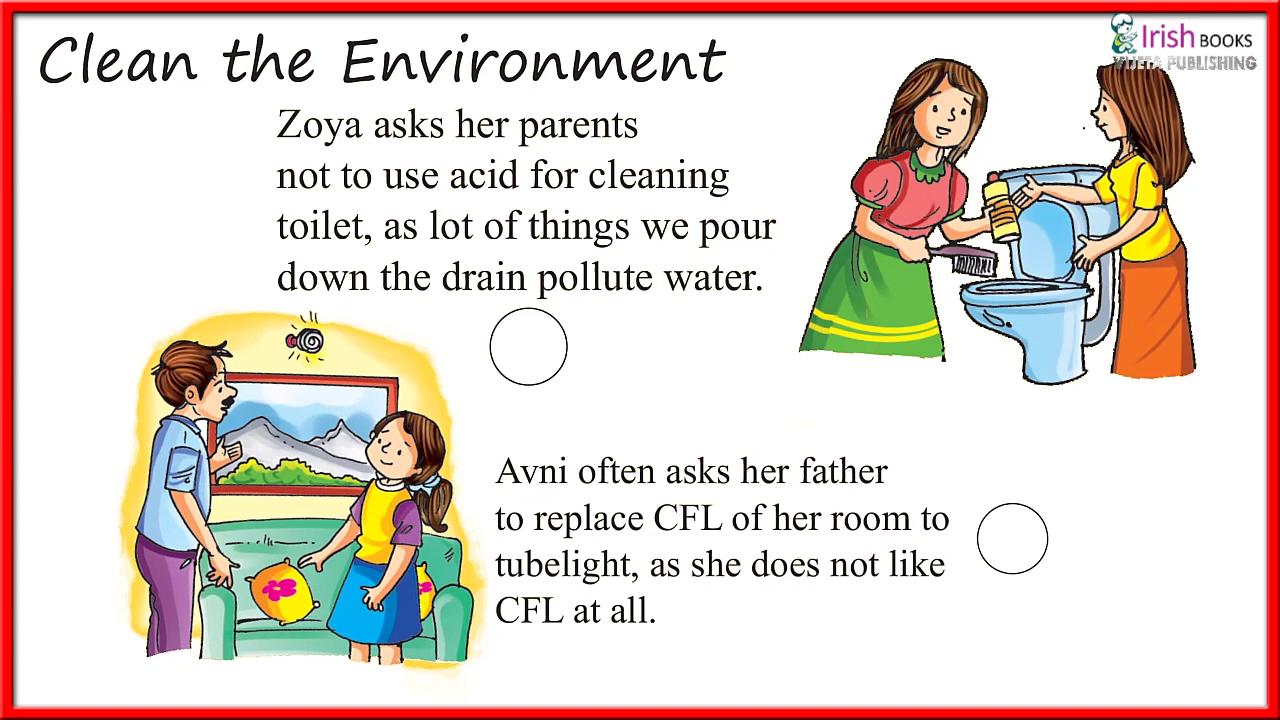 Clean the Environment
Irish BOOKS
VIJETA PUBLISHING
Zoya asks her parents
not to use acid for cleaning
toilet, as lot of things we pour
down the drain pollute water.
Avni often asks her father
to replace CFL of her room to
tubelight, as she does not like
CFL at all.